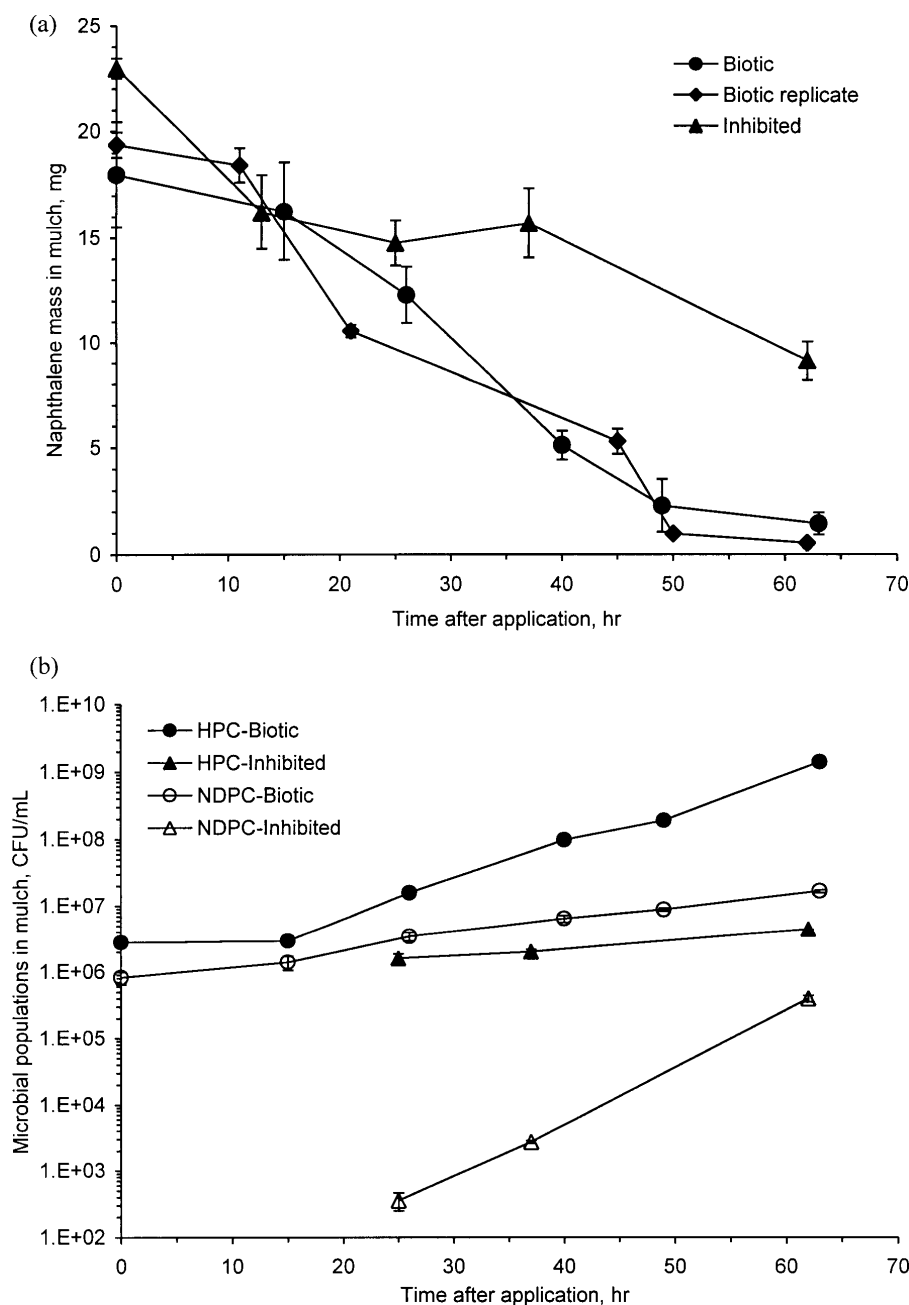 (a)
25
20
15
10
5
0
Naphthalene mass in mulch, mg
Biotic
Biotic replicate
Inhibited
0 10 20 30 40 50 60 70
Time after application, hr
(b)
1.E+10
1.E+09
1.E+08
1.E+07
1.E+06
1.E+05
1.E+04
1.E+03
1.E+02
Microbial populations in mulch, CFU/mL
HPC-Biotic
HPC-Inhibited
NDPC-Biotic
NDPC-Inhibited
0 10 20 30 40 50 60 70
Time after application, hr